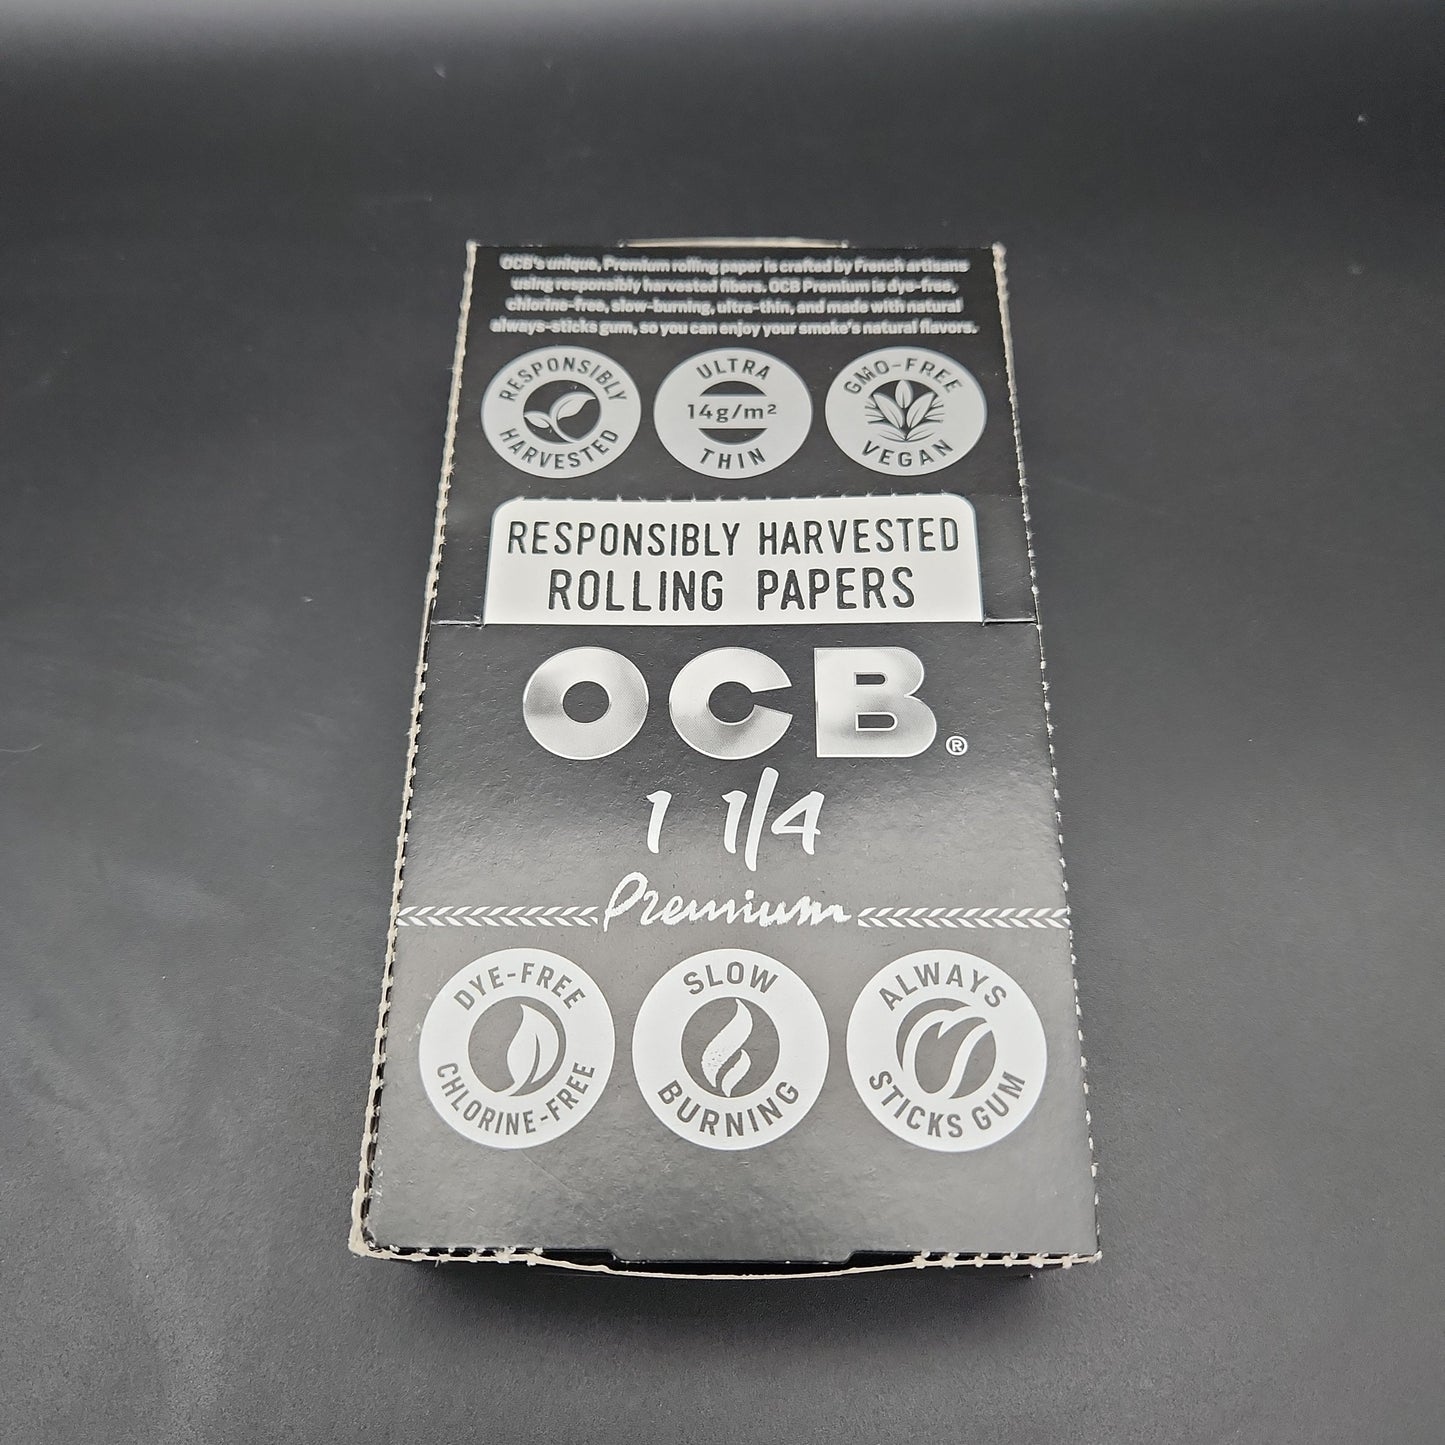 OCB's unique, Premium rolling paper is crafted by French artisans
using responsibly harvested fibers. OCB Premium is dye-free,
chlorine-free, slow-burning, ultra-thin, and made with natural
always-sticks gum, so you can enjoy your smoke's natural flavors.
RESPONSIBLY
HARVESTED
ULTRA
14g/m²
THIN
GMO-FREE
VEGAN
RESPONSIBLY HARVESTED
ROLLING PAPERS
OCB®
1 1/4
Premium
DYE-FREE
CHLORINE-FREE
SLOW
BURNING
ALWAYS
STICKS GUM